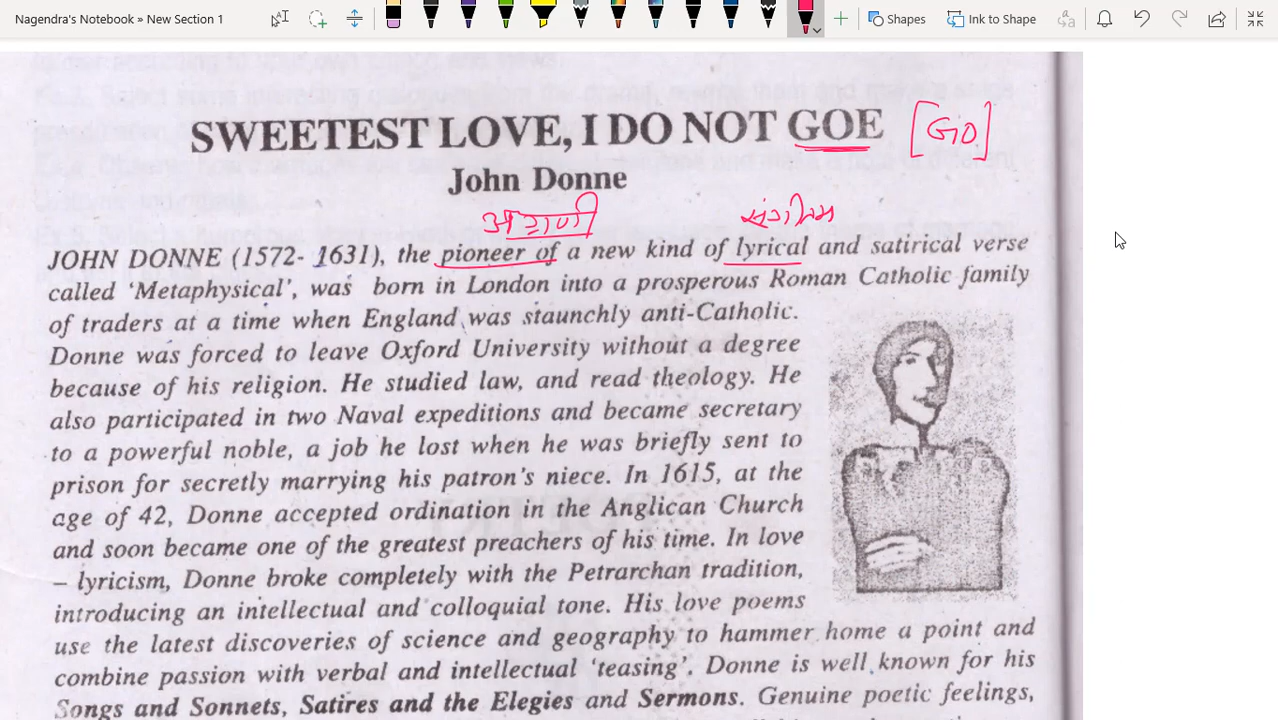 Nagendra's Notebook » New Section 1
Shapes
Ink to Shape
SWEETEST LOVE, I DO NOT GOE [GO]
John Donne
अग्रणी
JOHN DONNE (1572- 1631), the pioneer of a new kind of lyrical and satirical verse
called 'Metaphysical', was born in London into a prosperous Roman Catholic family
of traders at a time when England was staunchly anti-Catholic.
Donne was forced to leave Oxford University without a degree
because of his religion. He studied law, and read theology. He
also participated in two Naval expeditions and became secretary
to a powerful noble, a job he lost when he was briefly sent to
prison for secretly marrying his patron's niece. In 1615, at the
age of 42, Donne accepted ordination in the Anglican Church
and soon became one of the greatest preachers of his time. In love
– lyricism, Donne broke completely with the Petrarchan tradition,
introducing an intellectual and colloquial tone. His love poems
use the latest discoveries of science and geography to hammer home a point and
combine passion with verbal and intellectual 'teasing'. Donne is well known for his
Songs and Sonnets, Satires and the Elegies and Sermons. Genuine poetic feelings,